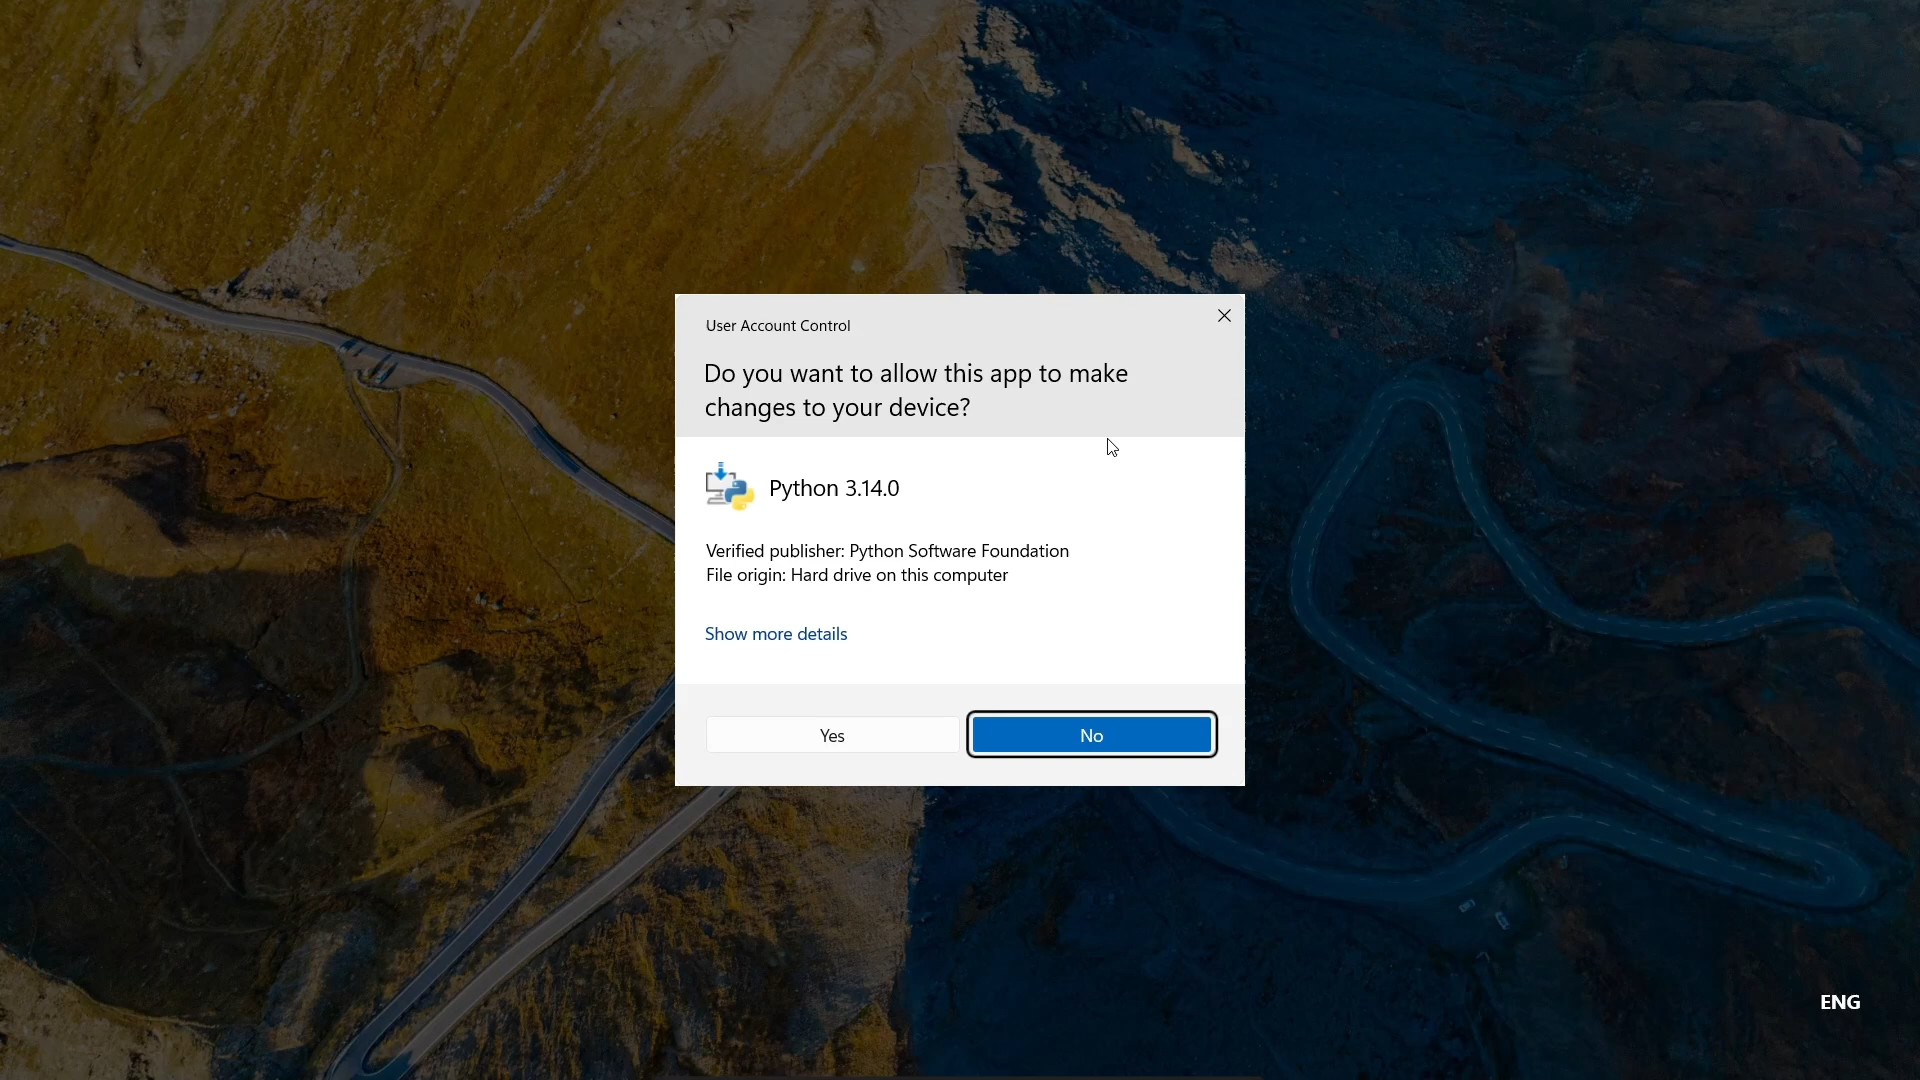 User Account Control
Do you want to allow this app to make
changes to your device?
Python 3.14.0
Verified publisher: Python Software Foundation
File origin: Hard drive on this computer
Show more details
Yes
No
ENG